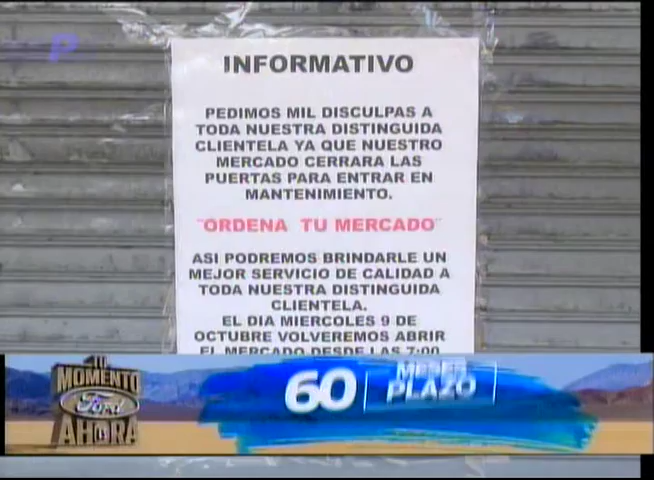 P
INFORMATIVO
PEDIMOS MIL DISCULPAS A
TODA NUESTRA DISTINGUIDA
CLIENTELA YA QUE NUESTRO
MERCADO CERRARA LAS
PUERTAS PARA ENTRAR EN
MANTENIMIENTO.
"ORDENA TU MERCADO"
ASI PODREMOS BRINDARLE UN
MEJOR SERVICIO DE CALIDAD A
TODA NUESTRA DISTINGUIDA
CLIENTELA.
EL DIA MIERCOLES 9 DE
OCTUBRE VOLVEREMOS ABRIR
EL MERCADO DESDE LAS 7:00
TU
MOMENTO
Ford
AHORA
60
MESES
PLAZO